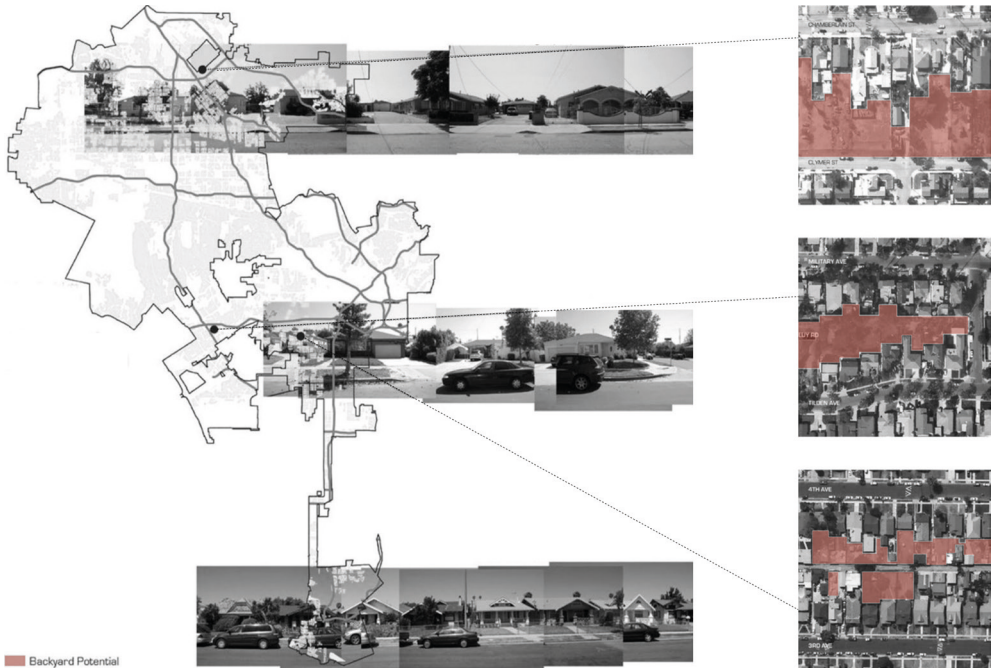 CHAMBERLAIN ST
CLYMER ST
MILITARY AVE
TILDEN AVE
4TH AVE
3RD AVE
Backyard Potential